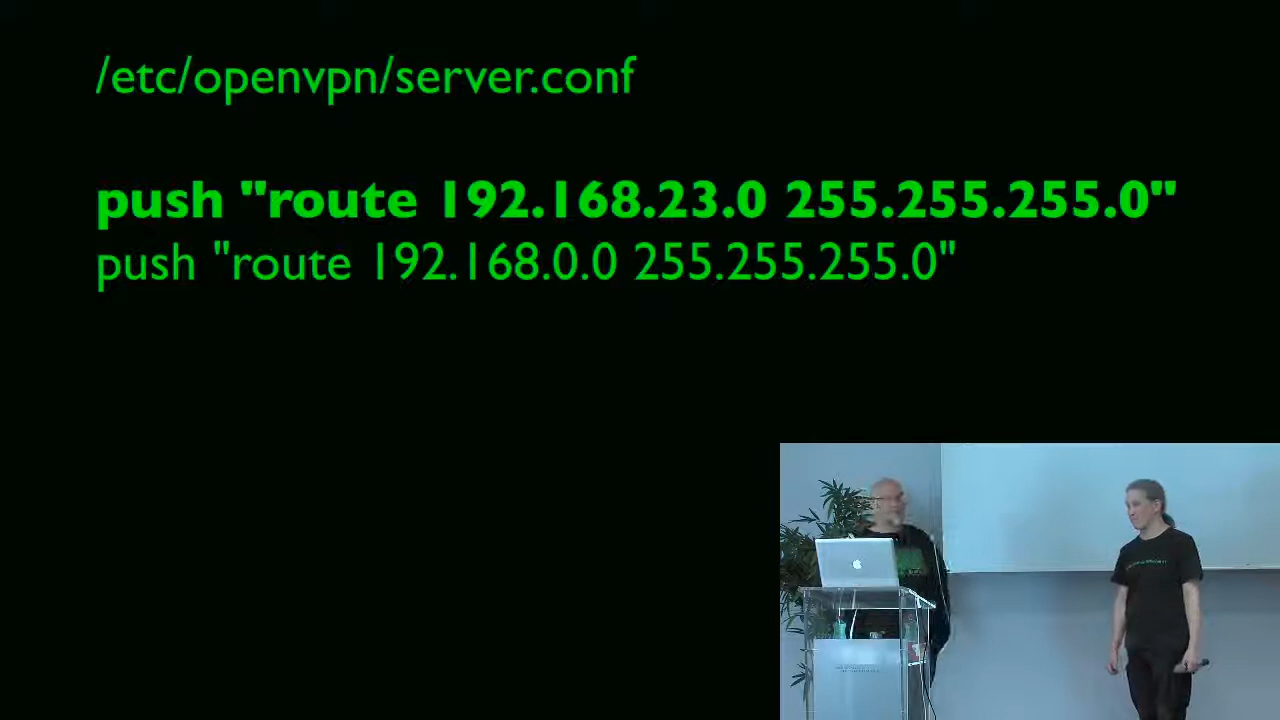 /etc/openvpn/server.conf
push "route 192.168.23.0 255.255.255.0"
push "route 192.168.0.0 255.255.255.0"